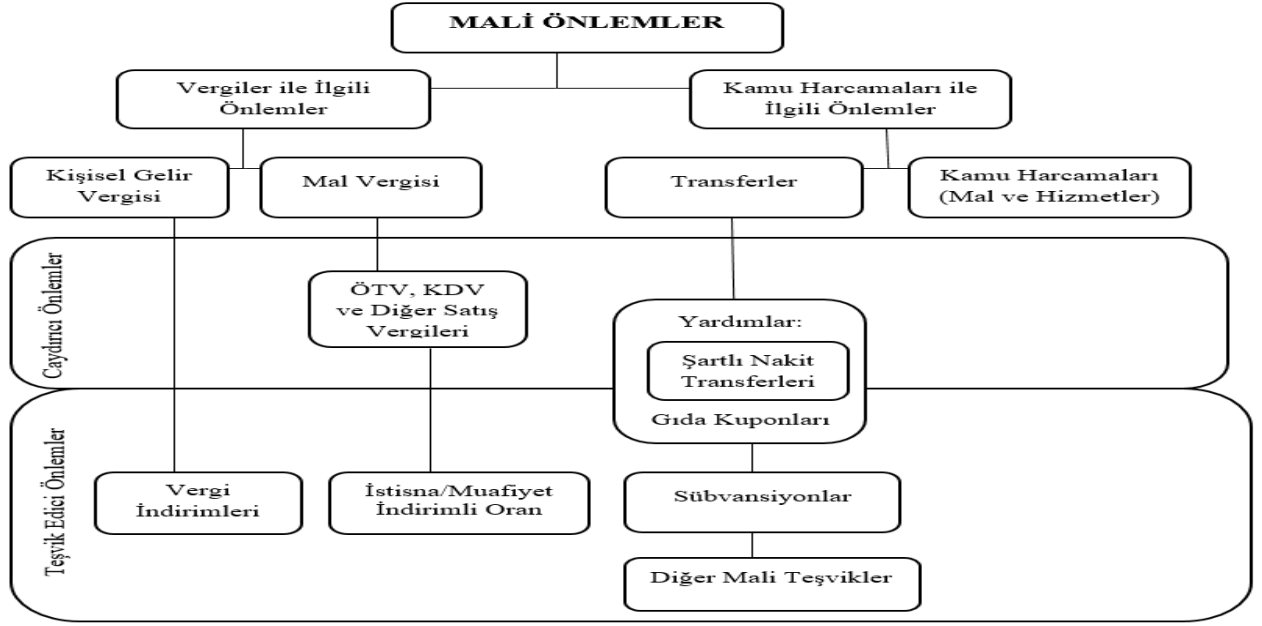 MALİ ÖNLEMLER
Vergiler ile İlgili
Önlemler
Kamu Harcamaları ile
İlgili Önlemler
Kişisel Gelir
Vergisi
Mal Vergisi
Transferler
Kamu Harcamaları
(Mal ve Hizmetler)
Caydırıcı Önlemler
ÖTV, KDV
ve Diğer Satış
Vergileri
Yardımlar:
Şartlı Nakit
Transferleri
Gıda Kuponları
Teşvik Edici Önlemler
Vergi
İndirimleri
İstisna/Muafiyet
İndirimli Oran
Sübvansiyonlar
Diğer Mali Teşvikler